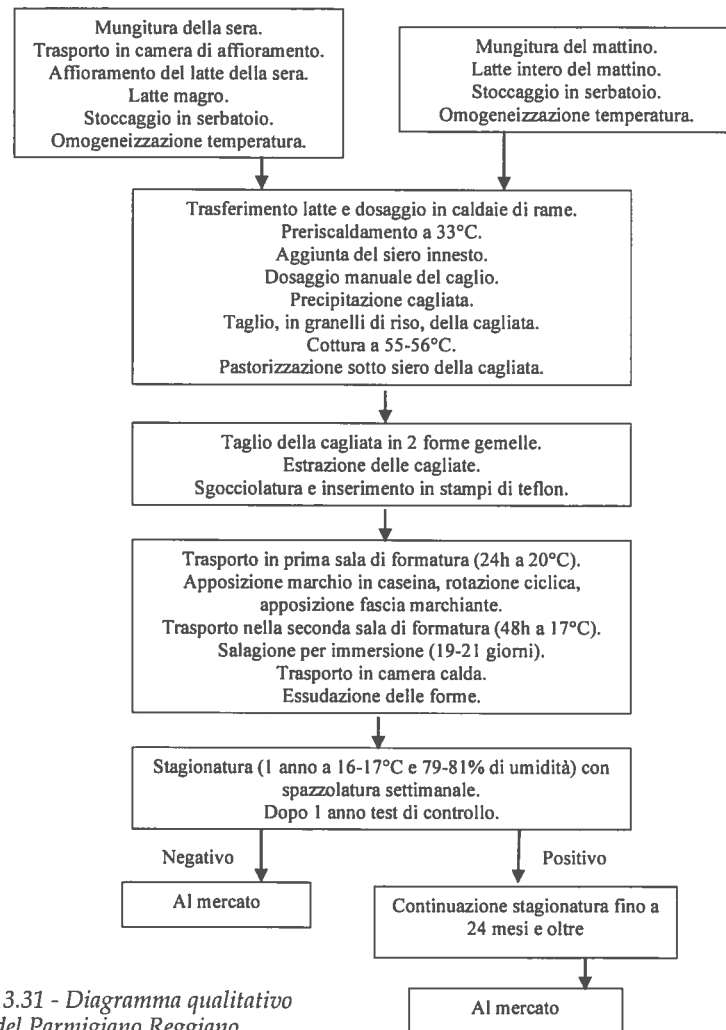 Mungitura della sera.
Trasporto in camera di affioramento.
Affioramento del latte della sera.
Latte magro.
Stoccaggio in serbatoio.
Omogeneizzazione temperatura.
Mungitura del mattino.
Latte intero del mattino.
Stoccaggio in serbatoio.
Omogeneizzazione temperatura.
Trasferimento latte e dosaggio in caldaie di rame.
Preriscaldamento a 33°C.
Aggiunta del siero innesto.
Dosaggio manuale del caglio.
Precipitazione cagliata.
Taglio, in granelli di riso, della cagliata.
Cottura a 55-56°C.
Pastorizzazione sotto siero della cagliata.
Taglio della cagliata in 2 forme gemelle.
Estrazione delle cagliate.
Sgocciolatura e inserimento in stampi di teflon.
Trasporto in prima sala di formatura (24h a 20°C).
Apposizione marchio in caseina, rotazione ciclica,
apposizione fascia marchiante.
Trasporto nella seconda sala di formatura (48h a 17°C).
Salagione per immersione (19-21 giorni).
Trasporto in camera calda.
Essudazione delle forme.
Stagionatura (1 anno a 16-17°C e 79-81% di umidità) con
spazzolatura settimanale.
Dopo 1 anno test di controllo.
Negativo
Positivo
Al mercato
Continuazione stagionatura fino a
24 mesi e oltre
Al mercato
3.31 - Diagramma qualitativo
del Parmigiano Reggiano